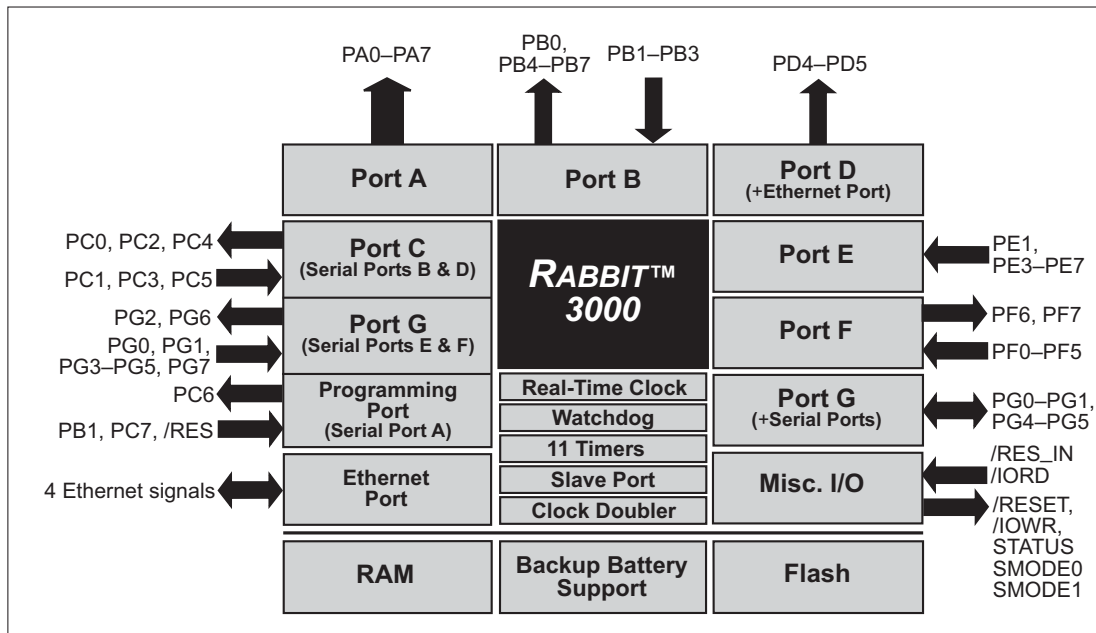 PA0–PA7
PB0,
PB4–PB7
PB1–PB3
PD4–PD5
Port A
Port B
Port D
(+Ethernet Port)
PC0, PC2, PC4
PC1, PC3, PC5
Port C
(Serial Ports B & D)
RABBIT™
3000
Port E
PE1,
PE3–PE7
PG2, PG6
PG0, PG1,
PG3–PG5, PG7
Port G
(Serial Ports E & F)
Port F
PF6, PF7
PF0–PF5
PC6
PB1, PC7, /RES
Programming
Port
(Serial Port A)
Real-Time Clock
Watchdog
11 Timers
Slave Port
Clock Doubler
Port G
(+Serial Ports)
PG0–PG1,
PG4–PG5
4 Ethernet signals
Ethernet
Port
Misc. I/O
/RES_IN
/IORD
/RESET,
/IOWR,
STATUS
SMODE0
SMODE1
RAM
Backup Battery
Support
Flash